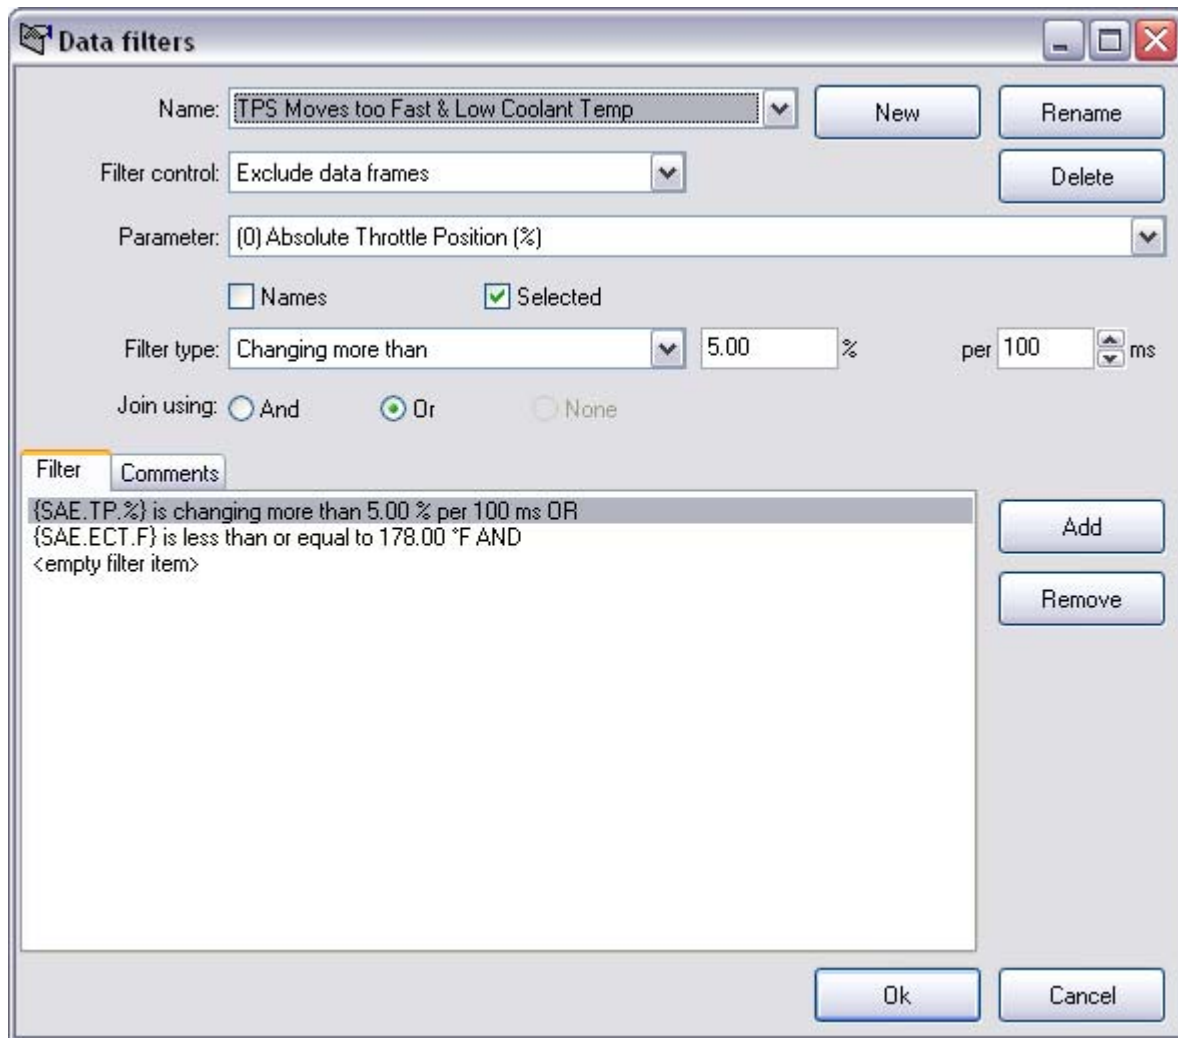 Data filters
Name: TPS Moves too Fast & Low Coolant Temp New Rename
Filter control: Exclude data frames Delete
Parameter: (0) Absolute Throttle Position (%)
Names Selected
Filter type: Changing more than 5.00 % per 100 ms
Join using: And Or None
Filter Comments
{SAE.TP.%} is changing more than 5.00 % per 100 ms OR
Add
{SAE.ECT.F} is less than or equal to 178.00 °F AND
<empty filter item>
Remove
Ok Cancel